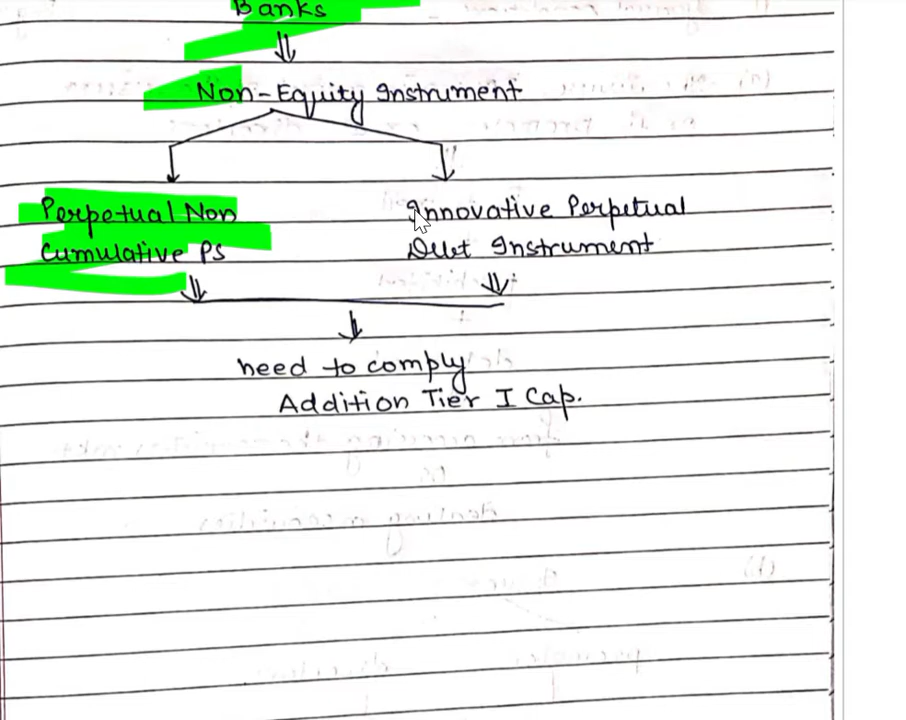 Banks
Non-Equity Instrument
Perpetual Non
Cumulative PS
Innovative Perpetual
Debt Instrument
need to comply
Addition Tier I Cap.